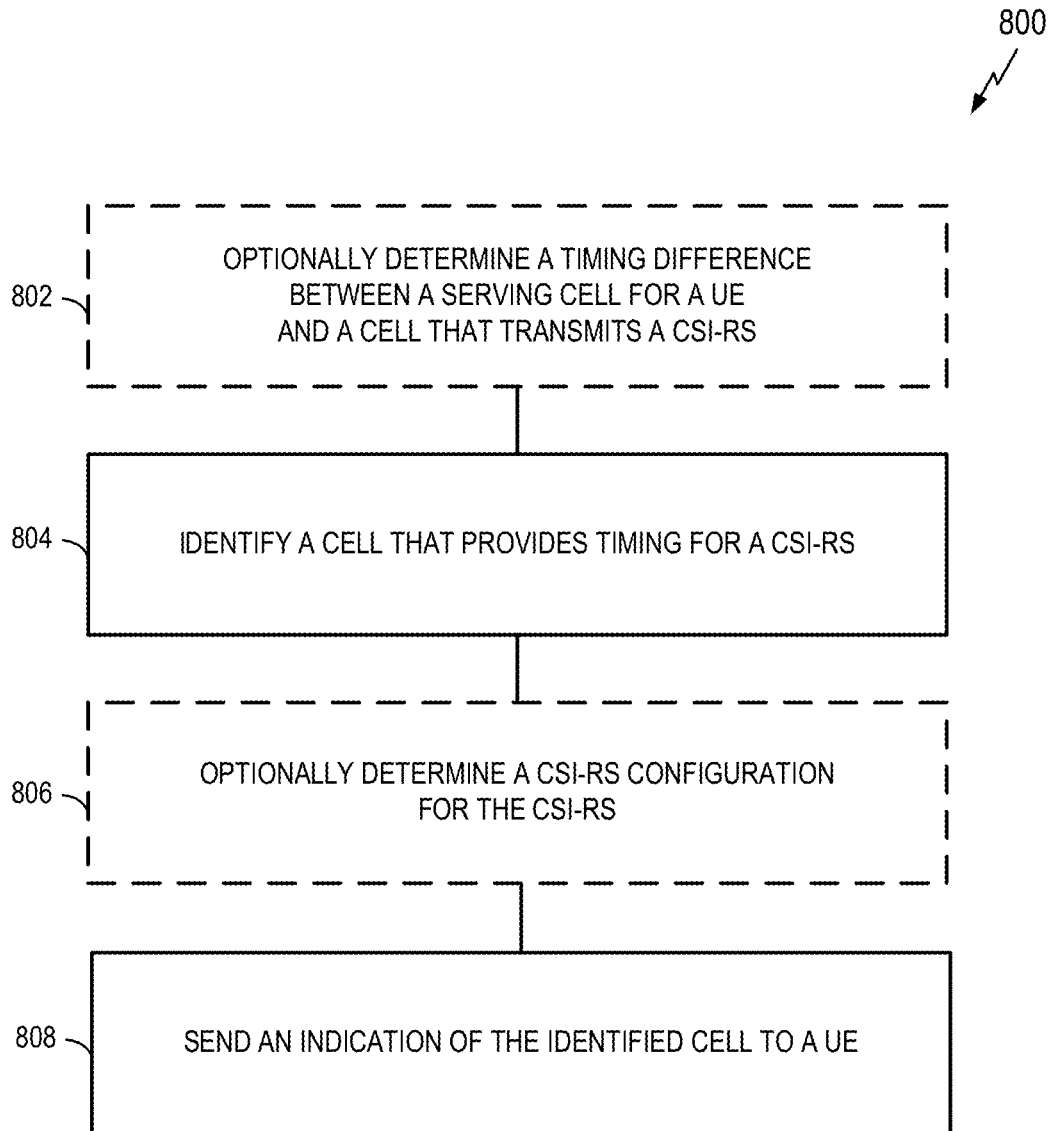 800
802
OPTIONALLY DETERMINE A TIMING DIFFERENCE
BETWEEN A SERVING CELL FOR A UE
AND A CELL THAT TRANSMITS A CSI-RS
804
IDENTIFY A CELL THAT PROVIDES TIMING FOR A CSI-RS
806
OPTIONALLY DETERMINE A CSI-RS CONFIGURATION
FOR THE CSI-RS
808
SEND AN INDICATION OF THE IDENTIFIED CELL TO A UE